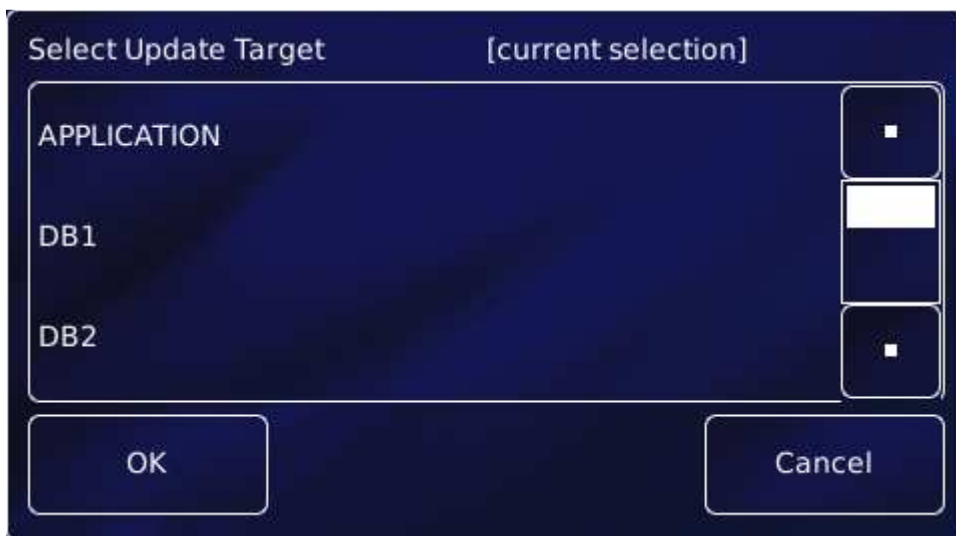 Select Update Target [current selection]
APPLICATION
DB1
DB2
OK Cancel